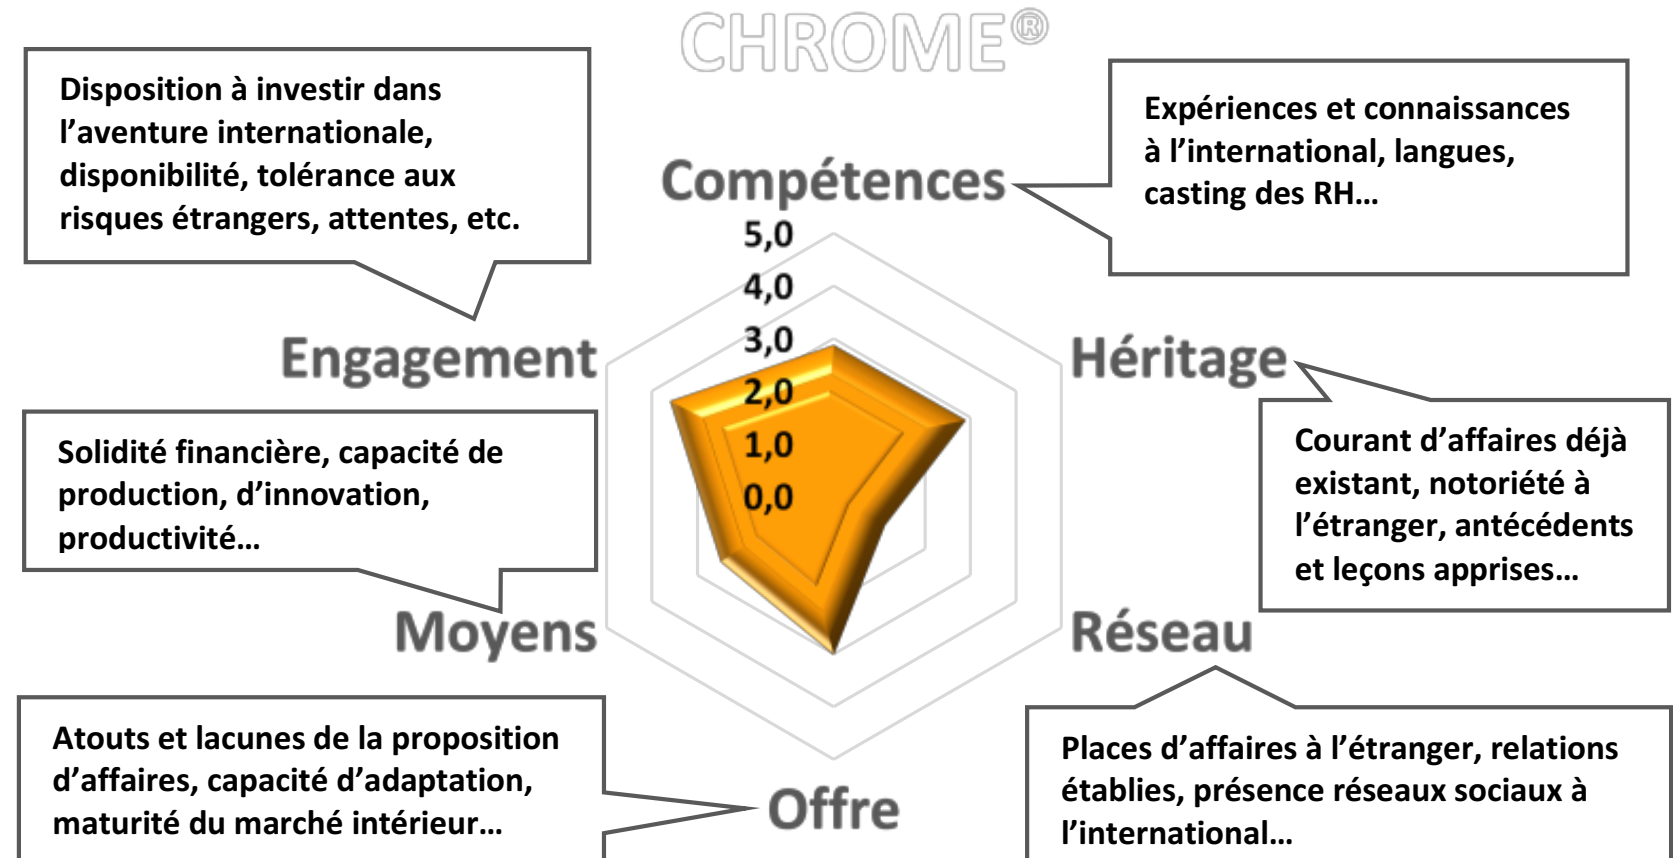 CHROME®
Disposition à investir dans
l’aventure internationale,
disponibilité, tolérance aux
risques étrangers, attentes, etc.
Expériences et connaissances
à l’international, langues,
casting des RH…
Compétences
5,0
4,0
3,0
2,0
1,0
0,0
Engagement
Héritage
Solidité financière, capacité de
production, d’innovation,
productivité…
Courant d’affaires déjà
existant, notoriété à
l’étranger, antécédents
et leçons apprises…
Moyens
Réseau
Atouts et lacunes de la proposition
d’affaires, capacité d’adaptation,
maturité du marché intérieur…
Offre
Places d’affaires à l’étranger, relations
établies, présence réseaux sociaux à
l’international…